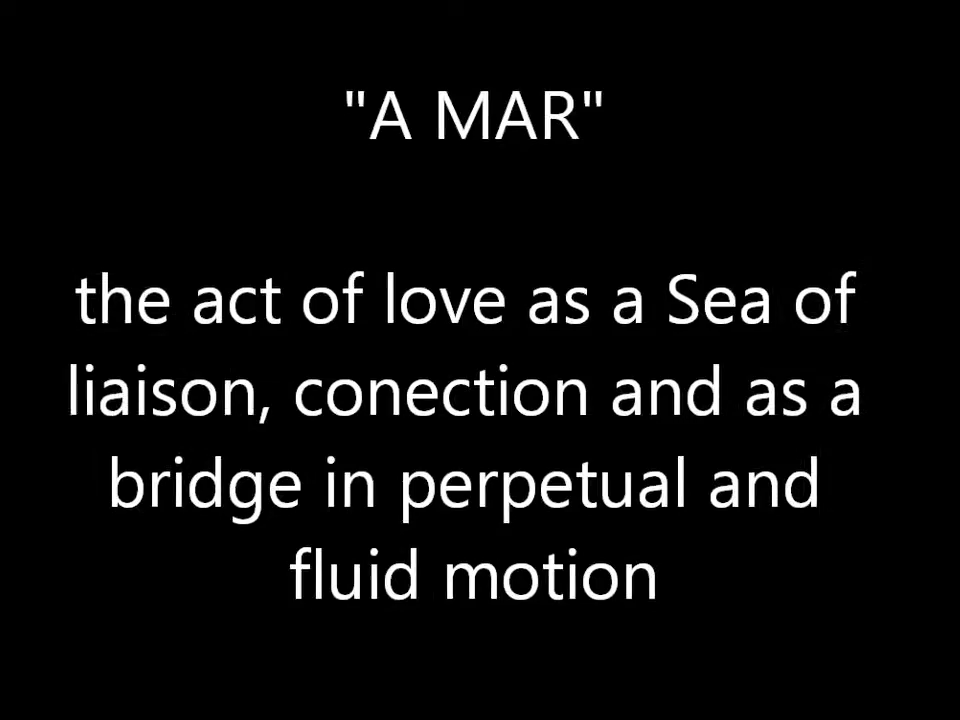 "A MAR"
the act of love as a Sea of
liaison, conection and as a
bridge in perpetual and
fluid motion